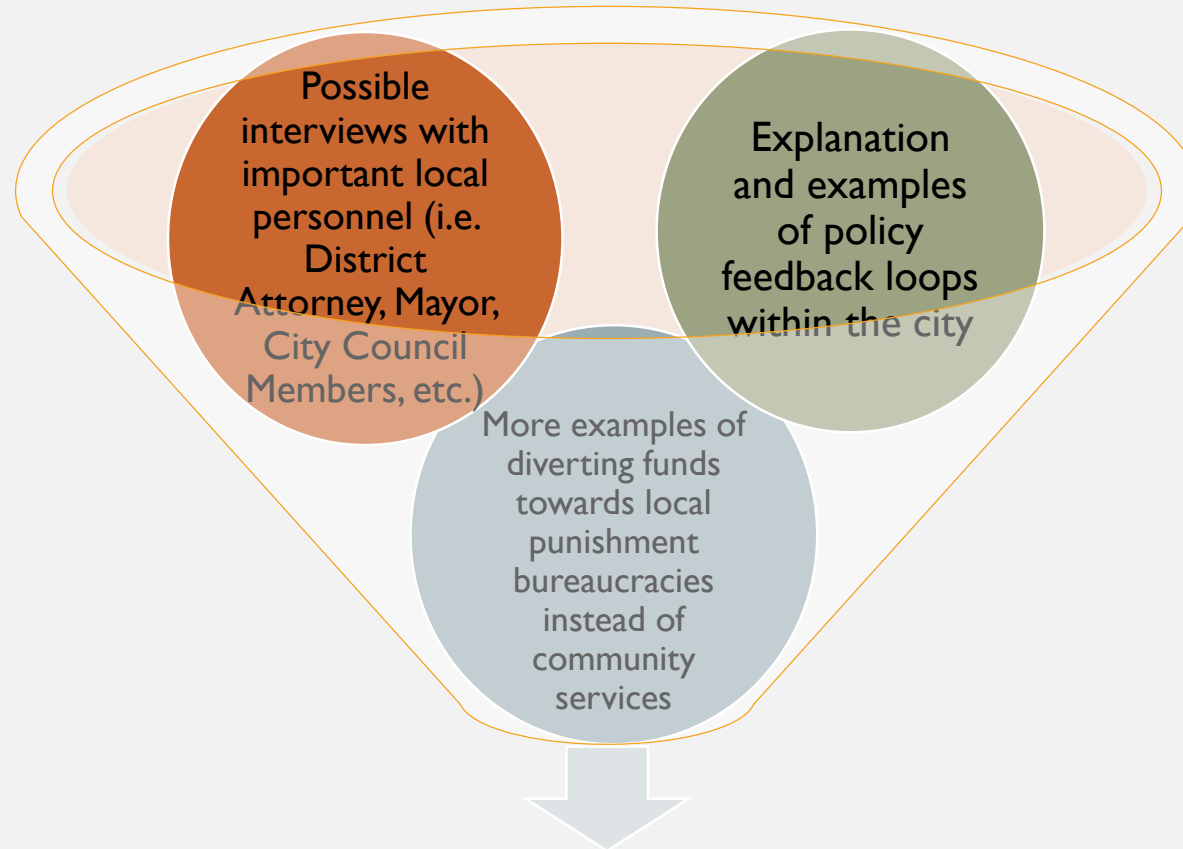 Possible
interviews with
important local
personnel (i.e.
District
Attorney, Mayor,
City Council
Members, etc.)
Explanation
and examples
of policy
feedback loops
within the city
More examples of
diverting funds
towards local
punishment
bureaucracies
instead of
community
services